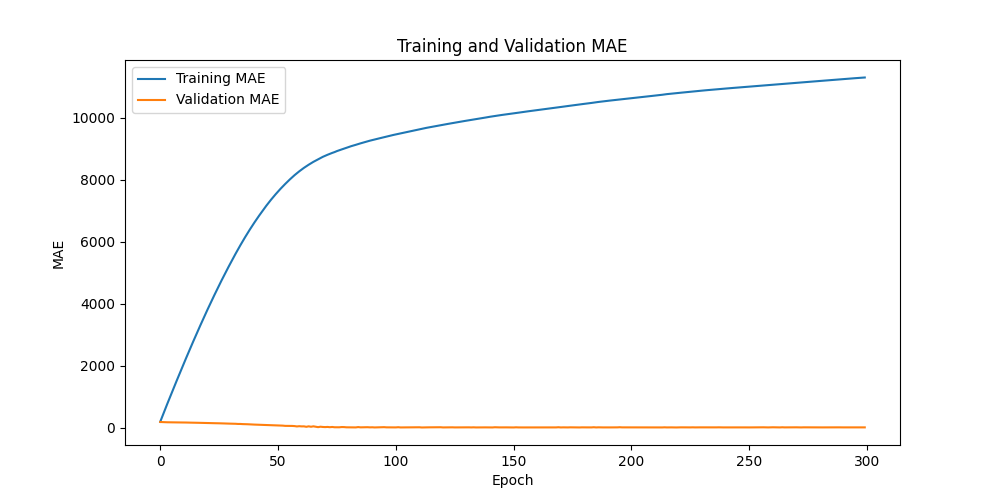 Training and Validation MAE
Training MAE
Validation MAE
10000
8000
6000
4000
2000
0
MAE
0 50 100 150 200 250 300
Epoch